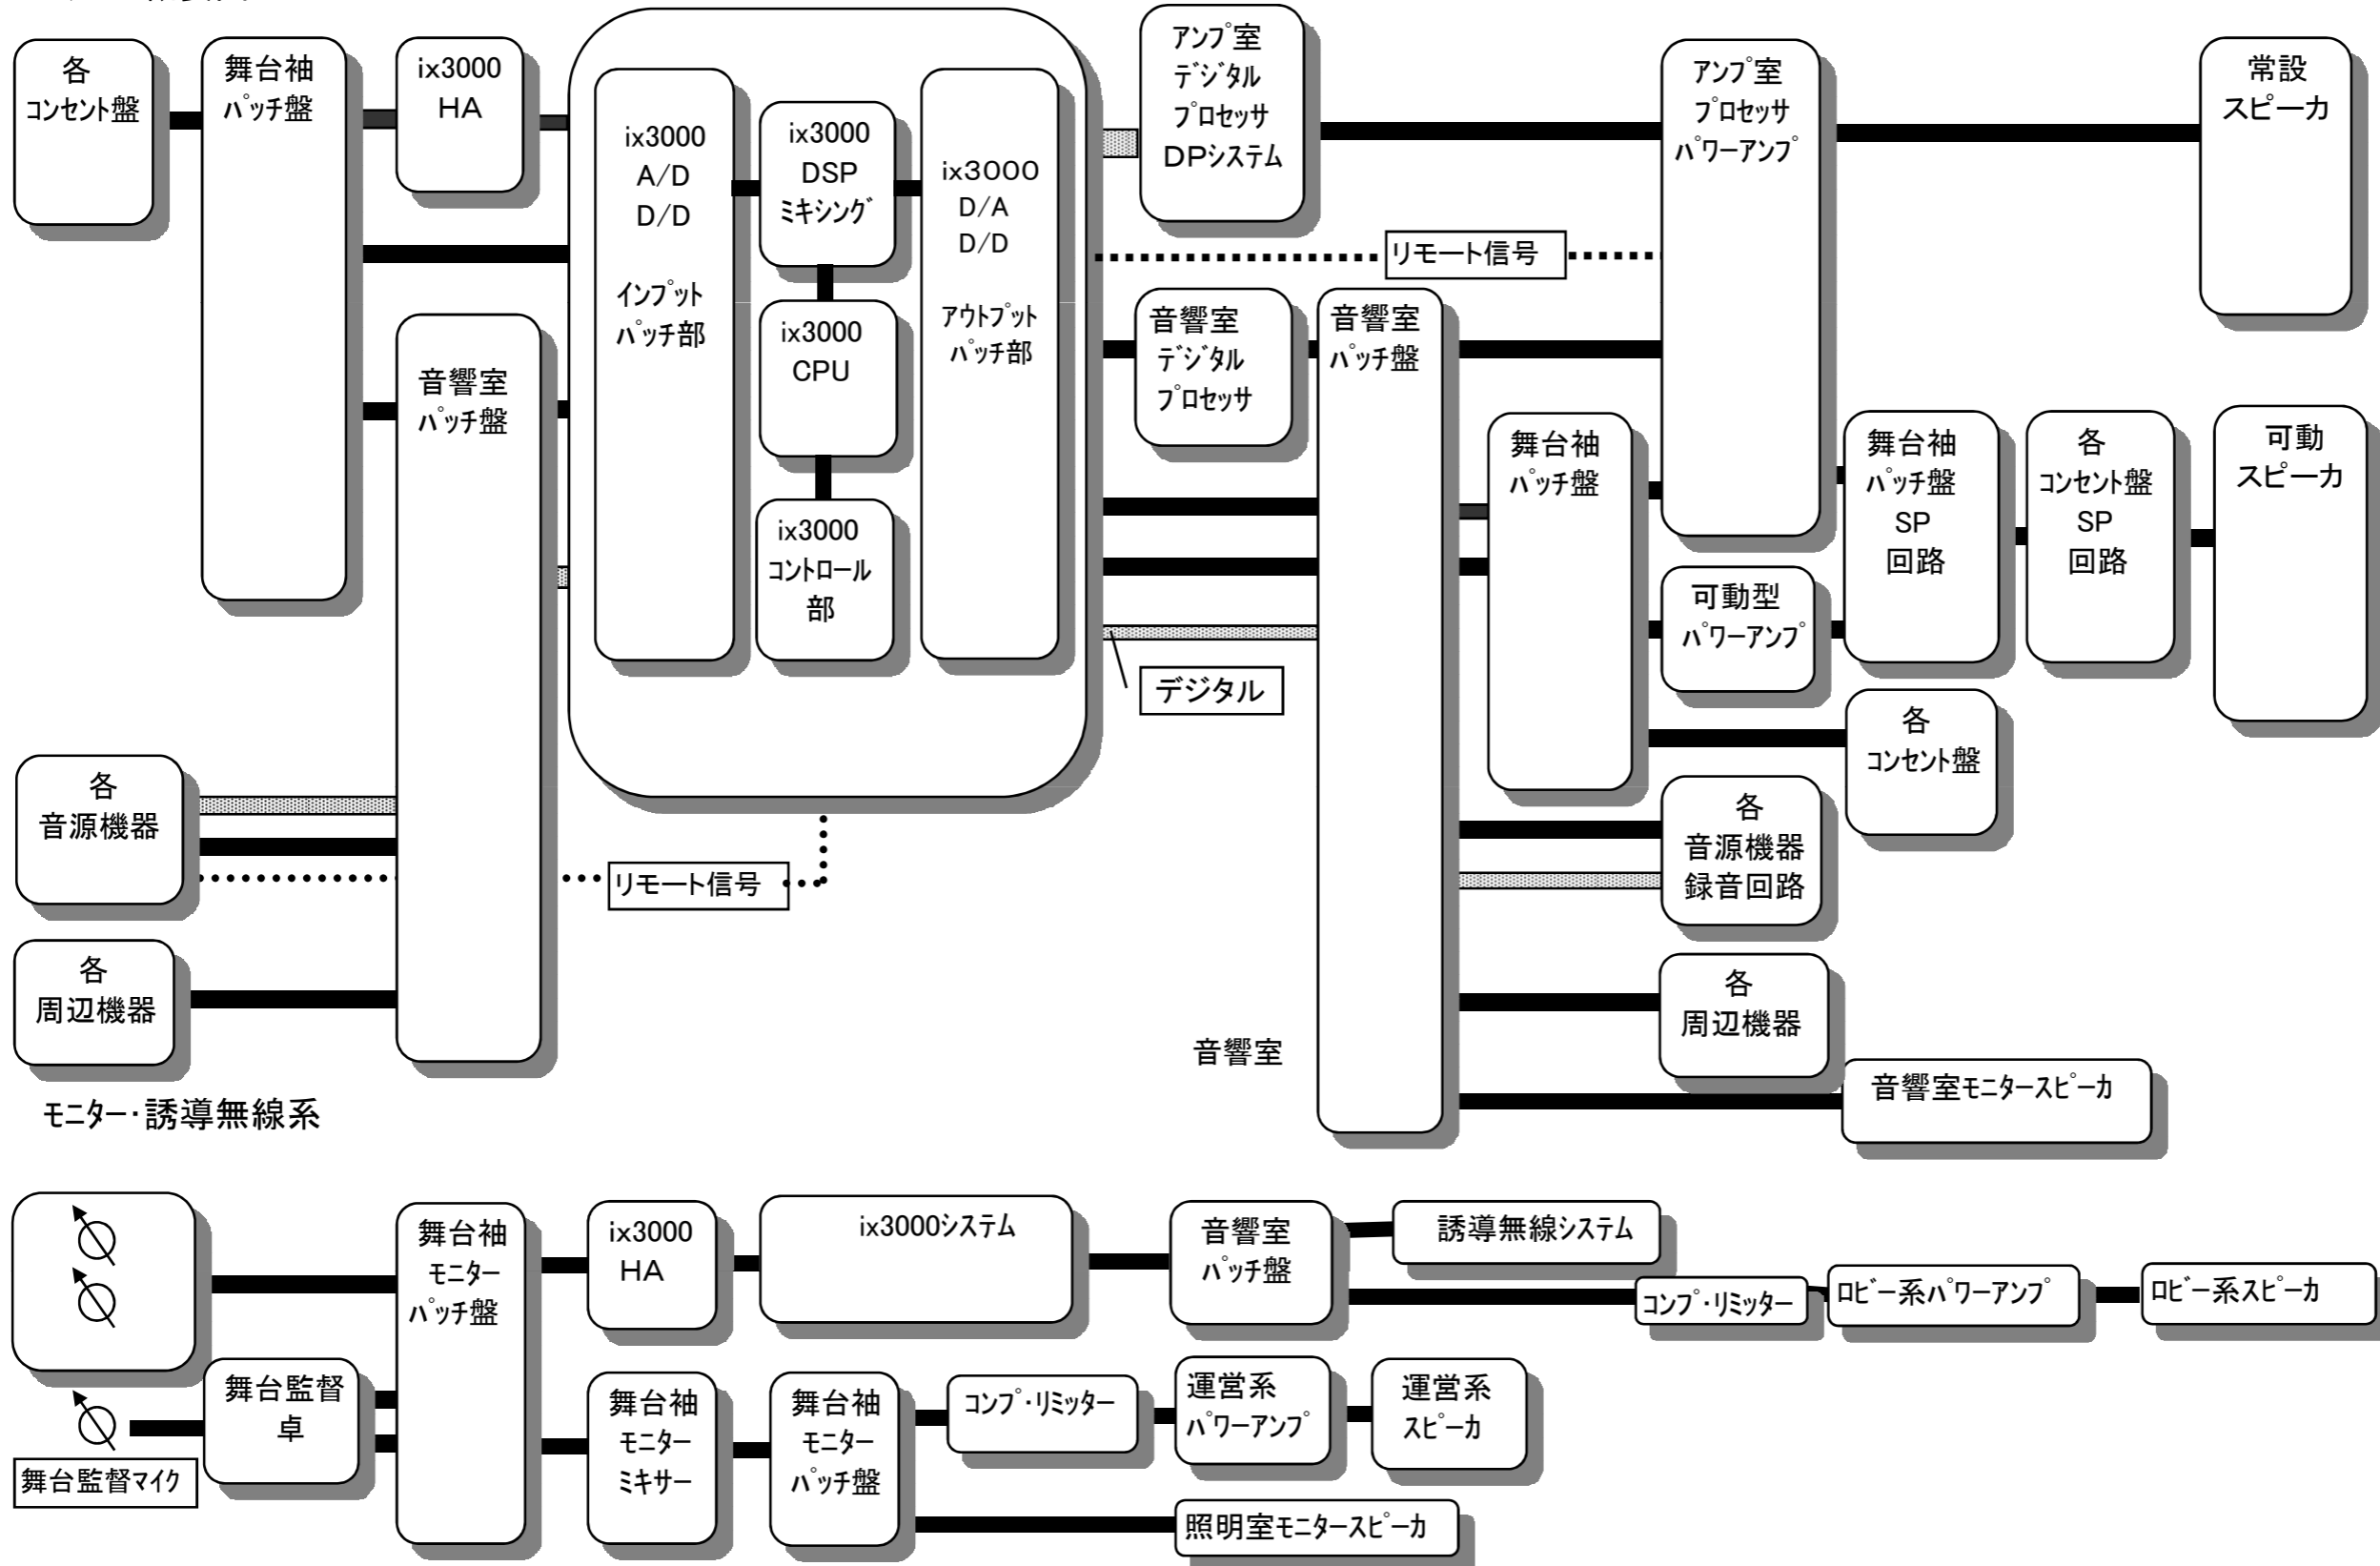 各
コンセント盤
舞台袖
パッチ盤
ix3000
HA
ix3000
A/D
D/D
インプット
パッチ部
ix3000
DSP
ミキシング
ix3000
CPU
ix3000
コントロール
部
ix3000
D/A
D/D
アウトプット
パッチ部
アンプ室
デジタル
プロセッサ
DPシステム
アンプ室
プロセッサ
パワーアンプ
常設
スピーカ
リモート信号
音響室
パッチ盤
音響室
デジタル
プロセッサ
音響室
パッチ盤
舞台袖
パッチ盤
舞台袖
パッチ盤
SP
回路
各
コンセント盤
SP
回路
可動
スピーカ
可動型
パワーアンプ
デジタル
各
コンセント盤
各
音源機器
各
音源機器
録音回路
リモート信号
各
周辺機器
各
周辺機器
音響室
音響室モニタースピーカ
モニター・誘導無線系
舞台袖
モニター
パッチ盤
ix3000
HA
ix3000システム
音響室
パッチ盤
誘導無線システム
コンプ・リミッター
ロビー系パワーアンプ
ロビー系スピーカ
舞台監督
卓
舞台監督マイク
舞台袖
モニター
ミキサー
舞台袖
モニター
パッチ盤
コンプ・リミッター
運営系
パワーアンプ
運営系
スピーカ
照明室モニタースピーカ